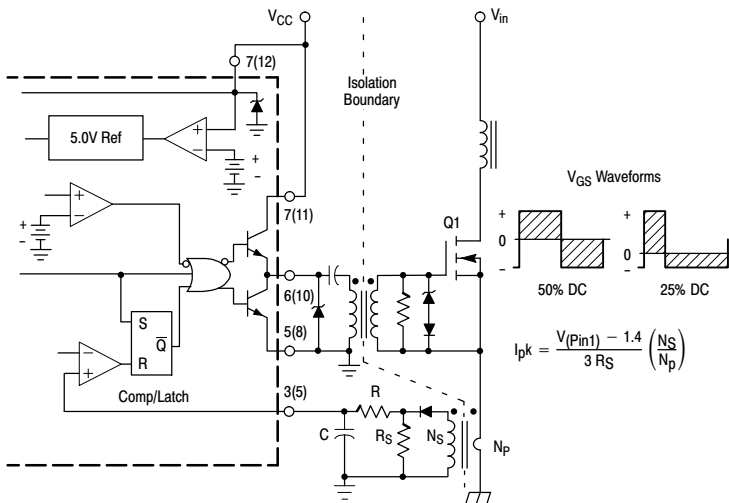 VCC
Vin
7(12)
Isolation
Boundary
5.0V Ref
+
-
+
-
+
-
+
-
7(11)
Q1
VGS Waveforms
+
0
-
+
0
-
50% DC
25% DC
6(10)
5(8)
S
Q̅
R
-
+
Comp/Latch
3(5)
R
C
RS
NS
NP
Ipk = V(Pin1) − 1.4 / 3 RS (NS / Np)